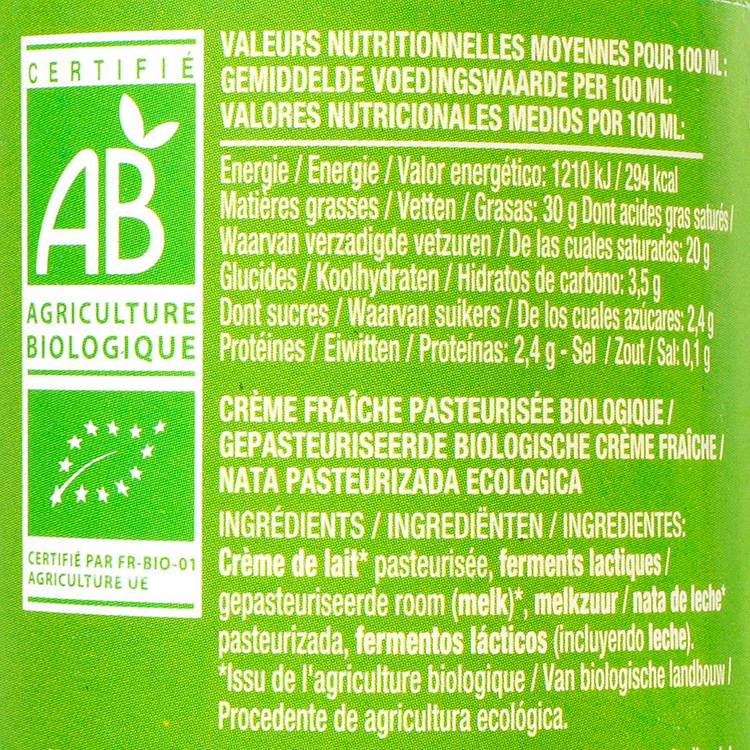 CERTIFIÉ
AB
AGRICULTURE
BIOLOGIQUE
CERTIFIÉ PAR FR-BIO-01
AGRICULTURE UE
VALEURS NUTRITIONNELLES MOYENNES POUR 100 ML :
GEMIDDELDE VOEDINGSWAARDE PER 100 ML:
VALORES NUTRICIONALES MEDIOS POR 100 ML:
Energie / Energie / Valor energético: 1210 kJ / 294 kcal
Matières grasses / Vetten / Grasas: 30 g Dont acides gras saturés /
Waarvan verzadigde vetzuren / De las cuales saturadas: 20 g
Glucides / Koolhydraten / Hidratos de carbono: 3,5 g
Dont sucres / Waarvan suikers / De los cuales azúcares: 2,4 g
Protéines / Eiwitten / Proteínas: 2,4 g - Sel / Zout / Sal: 0,1 g
CRÈME FRAÎCHE PASTEURISÉE BIOLOGIQUE /
GEPASTEURISEERDE BIOLOGISCHE CRÈME FRAÎCHE /
NATA PASTEURIZADA ECOLOGICA
INGRÉDIENTS / INGREDIËNTEN / INGREDIENTES:
Crème de lait* pasteurisée, ferments lactiques /
gepasteuriseerde room (melk)*, melkzuur / nata de leche*
pasteurizada, fermentos lácticos (incluyendo leche).
*Issu de l'agriculture biologique / Van biologische landbouw /
Procedente de agricultura ecológica.